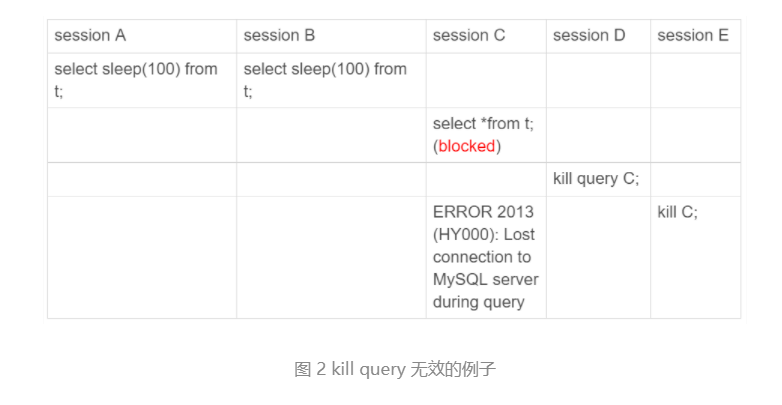 session A session B session C session D session E
select sleep(100) from
t;
select sleep(100) from
t;
select *from t;
(blocked)
kill query C;
ERROR 2013
(HY000): Lost
connection to
MySQL server
during query
kill C;
图 2 kill query 无效的例子